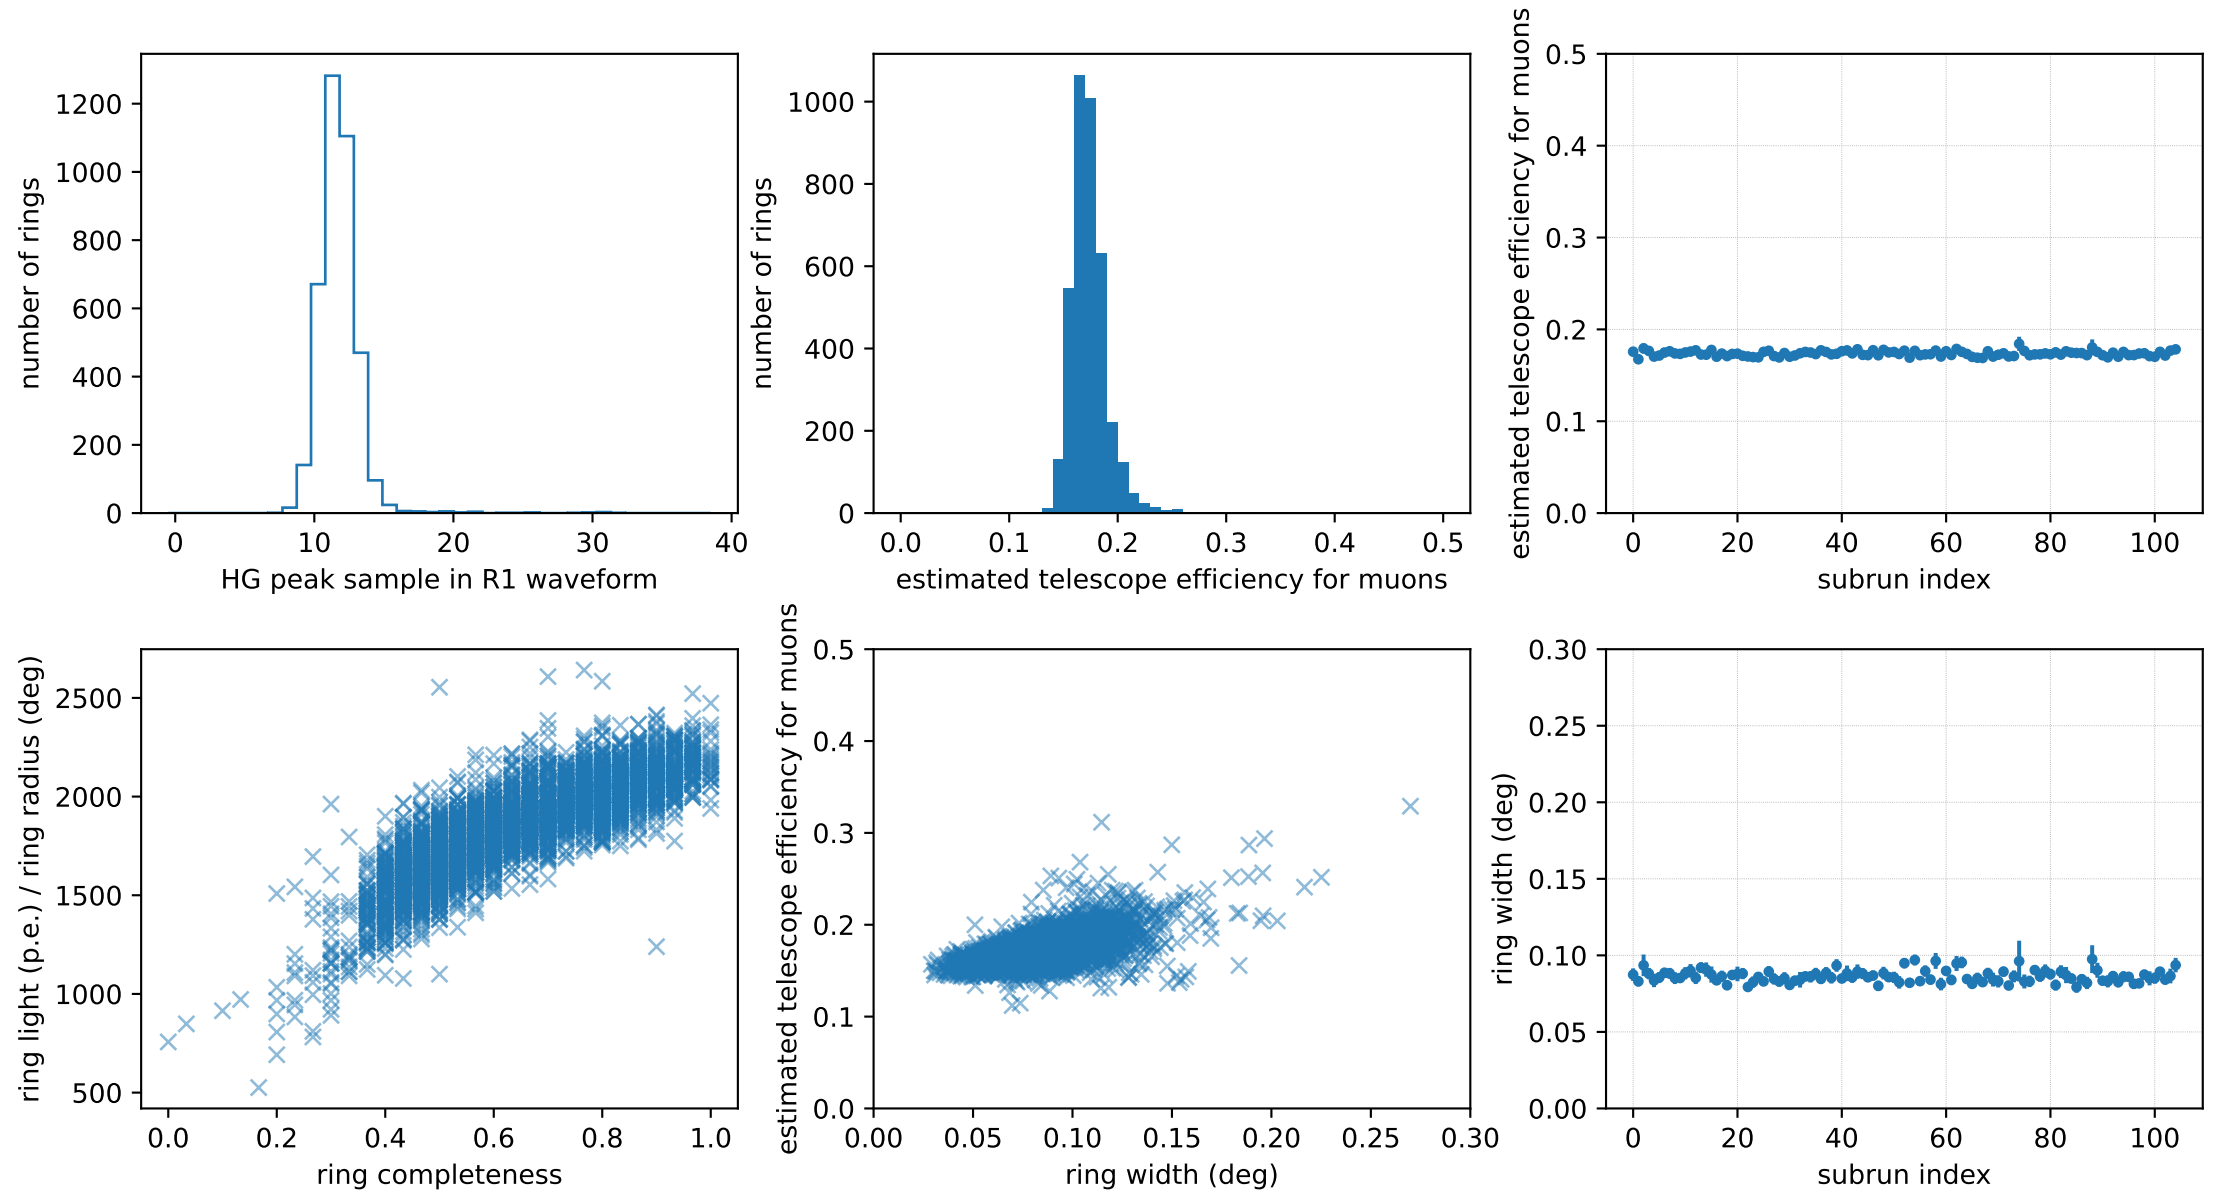 1200
1000
800
600
400
200
0
number of rings
0 10 20 30 40
HG peak sample in R1 waveform
1000
800
600
400
200
0
number of rings
0.0 0.1 0.2 0.3 0.4 0.5
estimated telescope efficiency for muons
0.5
0.4
0.3
0.2
0.1
0.0
estimated telescope efficiency for muons
0 20 40 60 80 100
subrun index
2500
2000
1500
1000
500
ring light (p.e.) / ring radius (deg)
0.0 0.2 0.4 0.6 0.8 1.0
ring completeness
0.5
0.4
0.3
0.2
0.1
0.0
estimated telescope efficiency for muons
0.00 0.05 0.10 0.15 0.20 0.25 0.30
ring width (deg)
0.30
0.25
0.20
0.15
0.10
0.05
0.00
ring width (deg)
0 20 40 60 80 100
subrun index